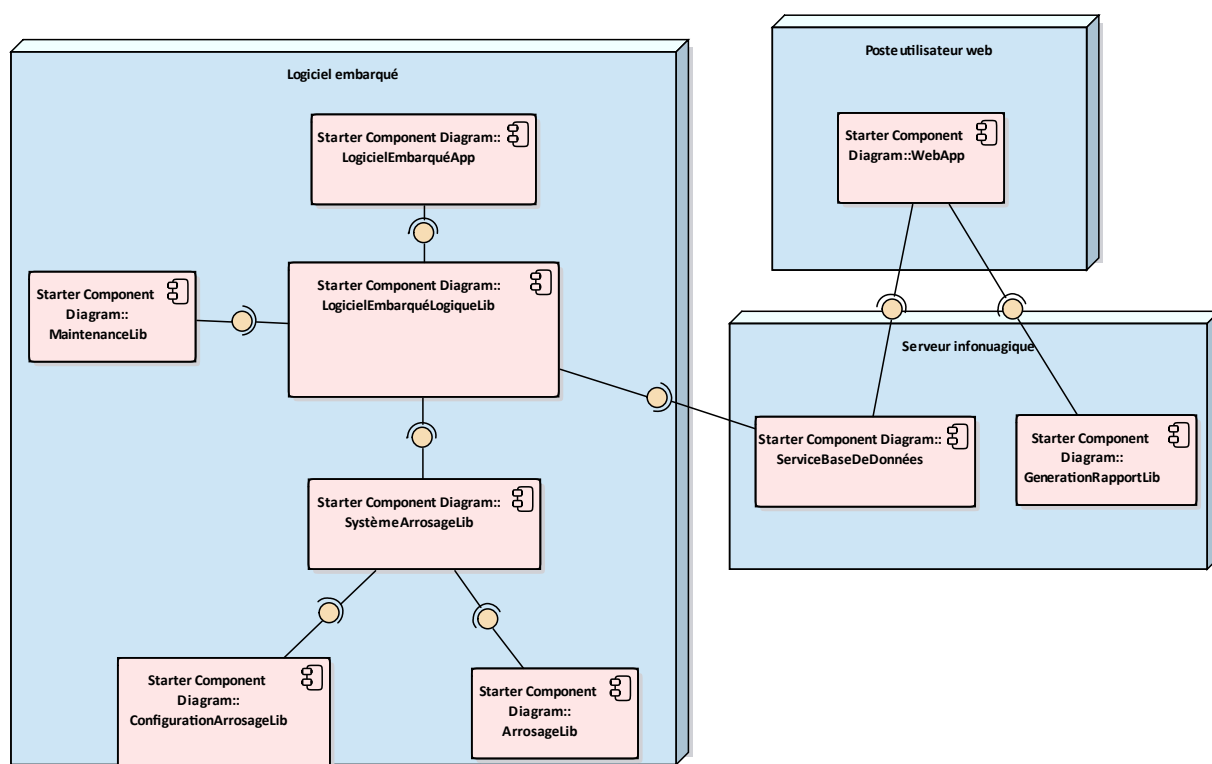 Logiciel embarqué
Starter Component Diagram::
LogicielEmbarquéApp
Starter Component
Diagram::
MaintenanceLib
Starter Component Diagram::
LogicielEmbarquéLogiqueLib
Starter Component Diagram::
SystèmeArrosageLib
Starter Component
Diagram::
ConfigurationArrosageLib
Starter Component
Diagram::
ArrosageLib
Poste utilisateur web
Starter Component
Diagram::WebApp
Serveur infonuagique
Starter Component Diagram::
ServiceBaseDeDonnées
Starter Component
Diagram::
GenerationRapportLib